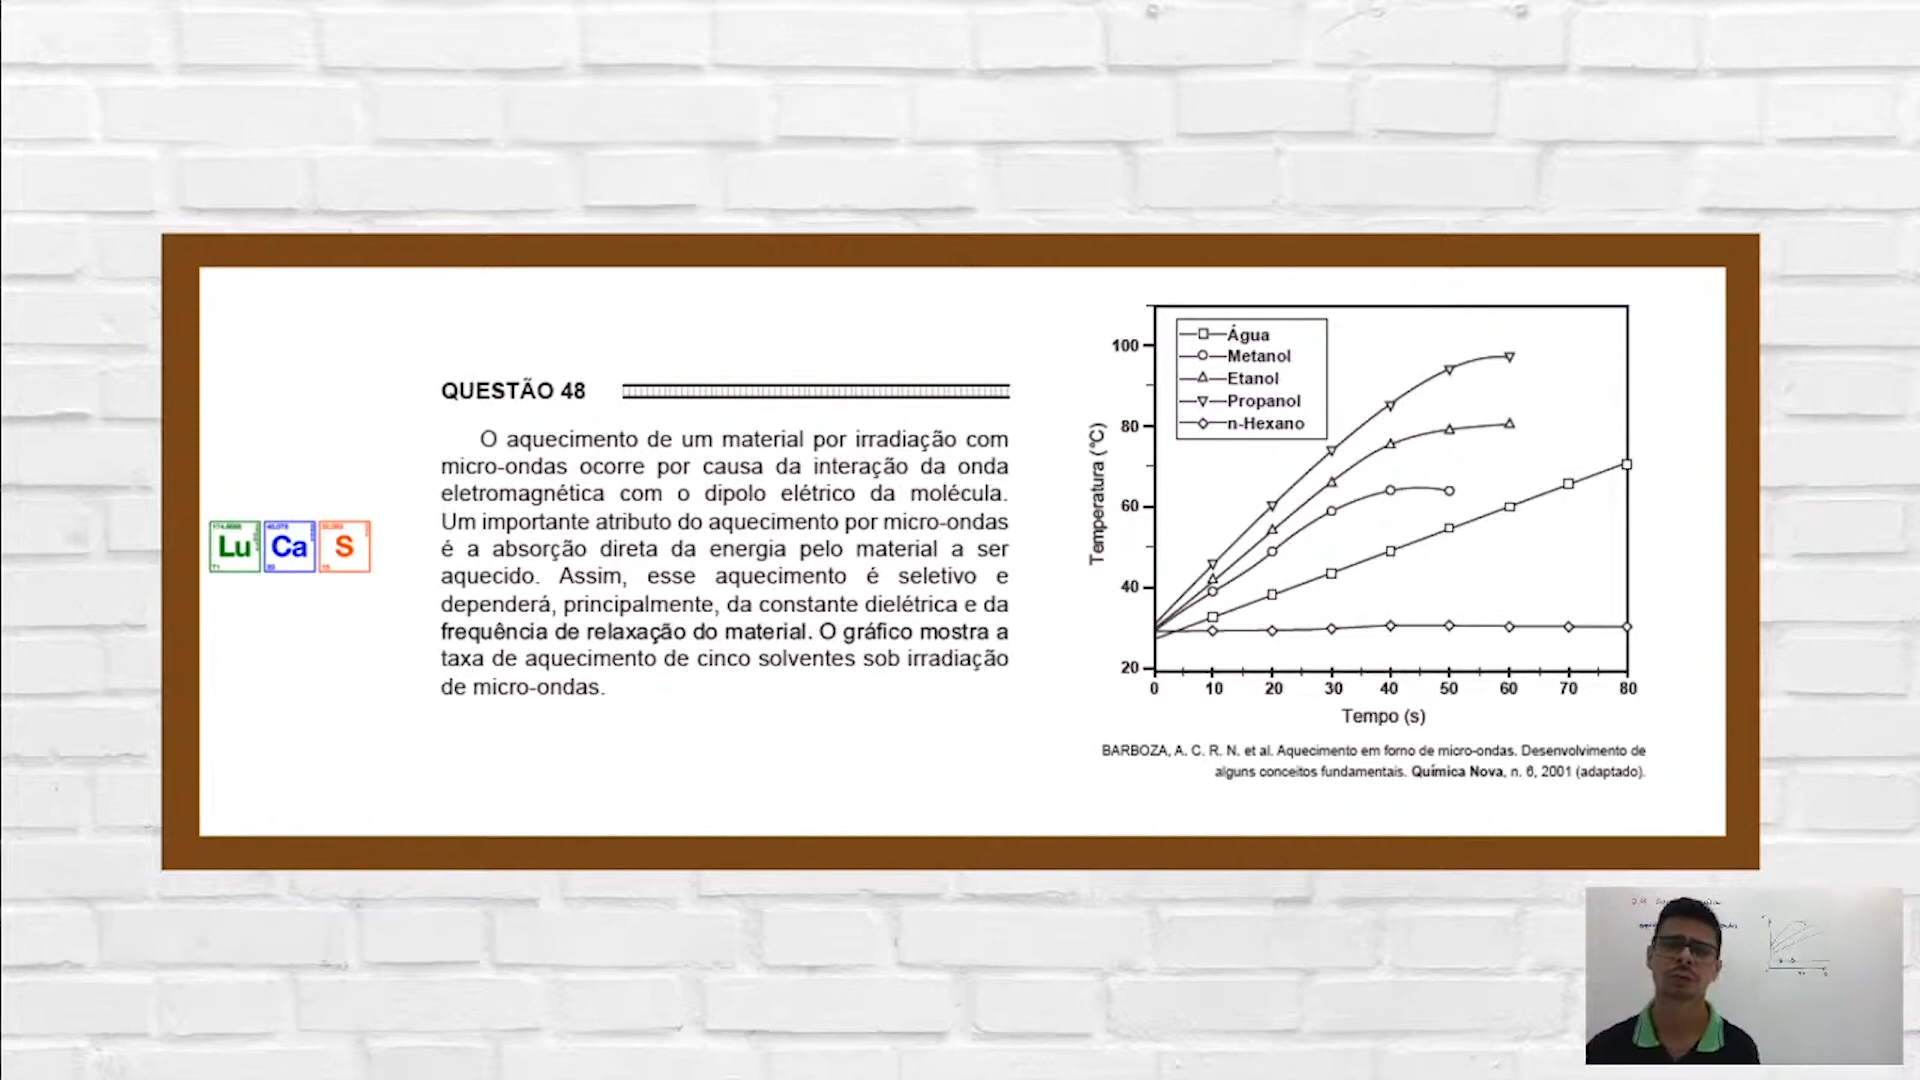 QUESTÃO 48
O aquecimento de um material por irradiação com
micro-ondas ocorre por causa da interação da onda
eletromagnética com o dipolo elétrico da molécula.
Um importante atributo do aquecimento por micro-ondas
é a absorção direta da energia pelo material a ser
aquecido. Assim, esse aquecimento é seletivo e
dependerá, principalmente, da constante dielétrica e da
frequência de relaxação do material. O gráfico mostra a
taxa de aquecimento de cinco solventes sob irradiação
de micro-ondas.
Lu Ca S
71
Água
Metanol
Etanol
Propanol
n-Hexano
Temperatura (°C)
100
80
60
40
20
0 10 20 30 40 50 60 70 80
Tempo (s)
BARBOZA, A. C. R. N. et al. Aquecimento em forno de micro-ondas. Desenvolvimento de
alguns conceitos fundamentais. Química Nova, n. 6, 2001 (adaptado).